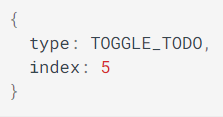 {
  type: TOGGLE_TODO,
  index: 5
}